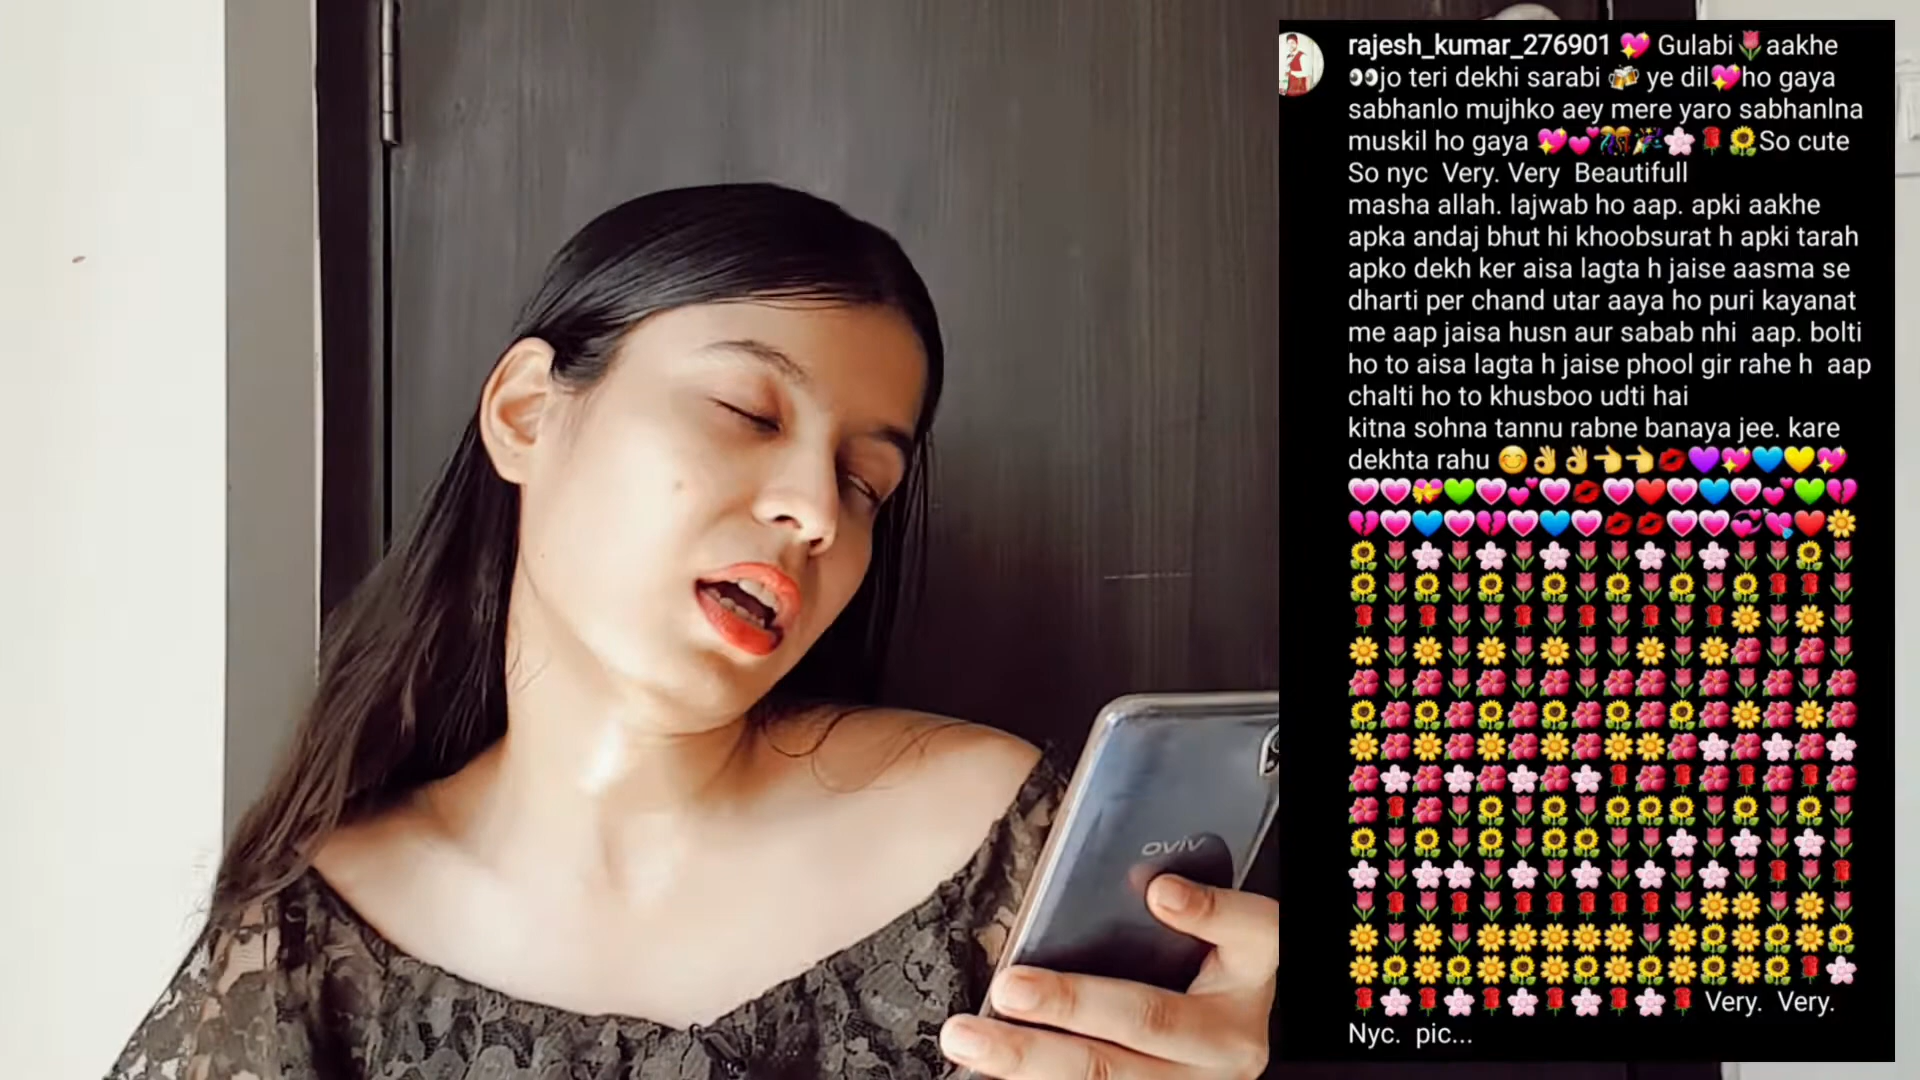 rajesh_kumar_276901 💖 Gulabi🌷aakhe
👀jo teri dekhi sarabi 🍻 ye dil💖ho gaya
sabhanlo mujhko aey mere yaro sabhanlna
muskil ho gaya 💖💕🎊🎉🌸🌹🌻So cute
So nyc Very. Very Beautifull
masha allah. lajwab ho aap. apki aakhe
apka andaj bhut hi khoobsurat h apki tarah
apko dekh ker aisa lagta h jaise aasma se
dharti per chand utar aaya ho puri kayanat
me aap jaisa husn aur sabab nhi aap. bolti
ho to aisa lagta h jaise phool gir rahe h aap
chalti ho to khusboo udti hai
kitna sohna tannu rabne banaya jee. kare
dekhta rahu 😊👌👌👈👈💋💜💖💙💛💖
Very. Very.
Nyc. pic...
vivo